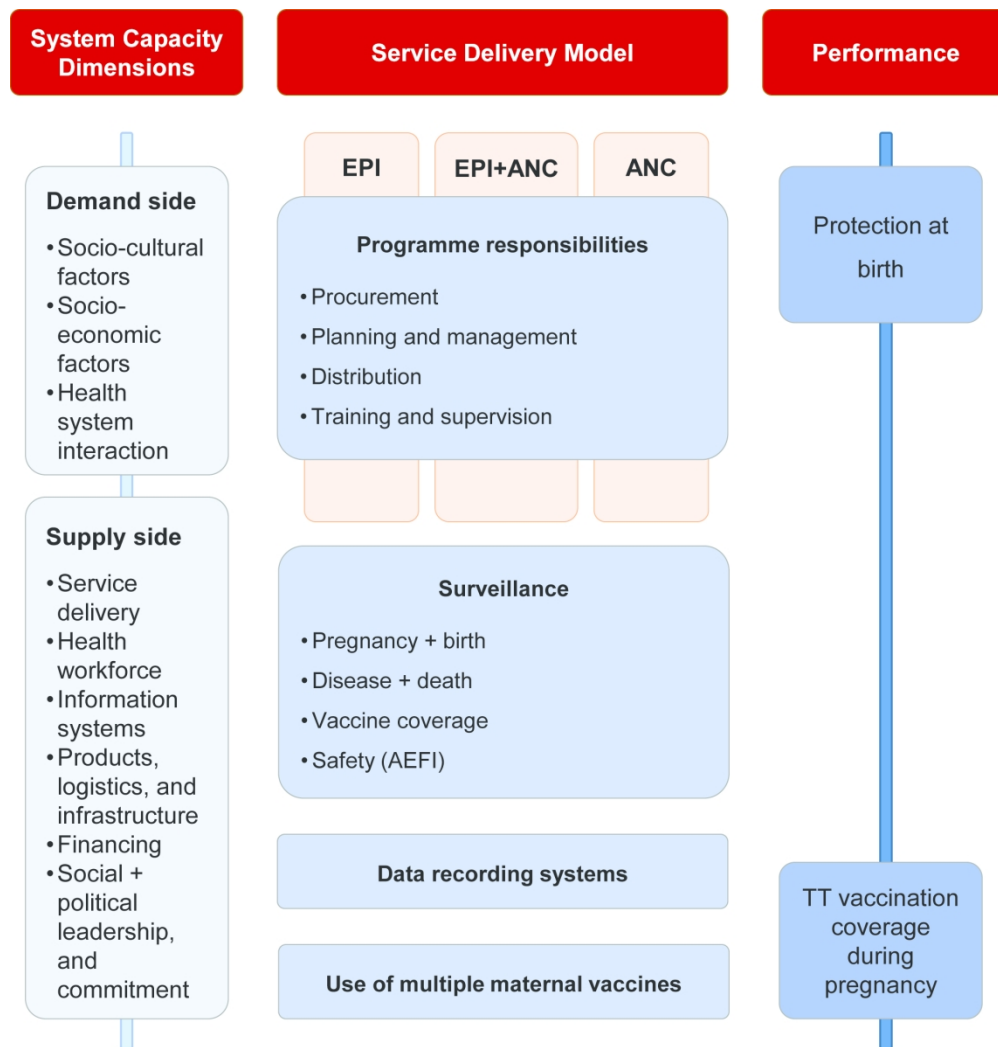 System Capacity
Dimensions
Demand side
• Socio-cultural
factors
• Socio-
economic
factors
• Health
system
interaction
Supply side
• Service
delivery
• Health
workforce
• Information
systems
• Products,
logistics, and
infrastructure
• Financing
• Social +
political
leadership,
and
commitment
Service Delivery Model
EPI
EPI+ANC
ANC
Programme responsibilities
• Procurement
• Planning and management
• Distribution
• Training and supervision
Surveillance
• Pregnancy + birth
• Disease + death
• Vaccine coverage
• Safety (AEFI)
Data recording systems
Use of multiple maternal vaccines
Performance
Protection at
birth
TT vaccination
coverage
during
pregnancy